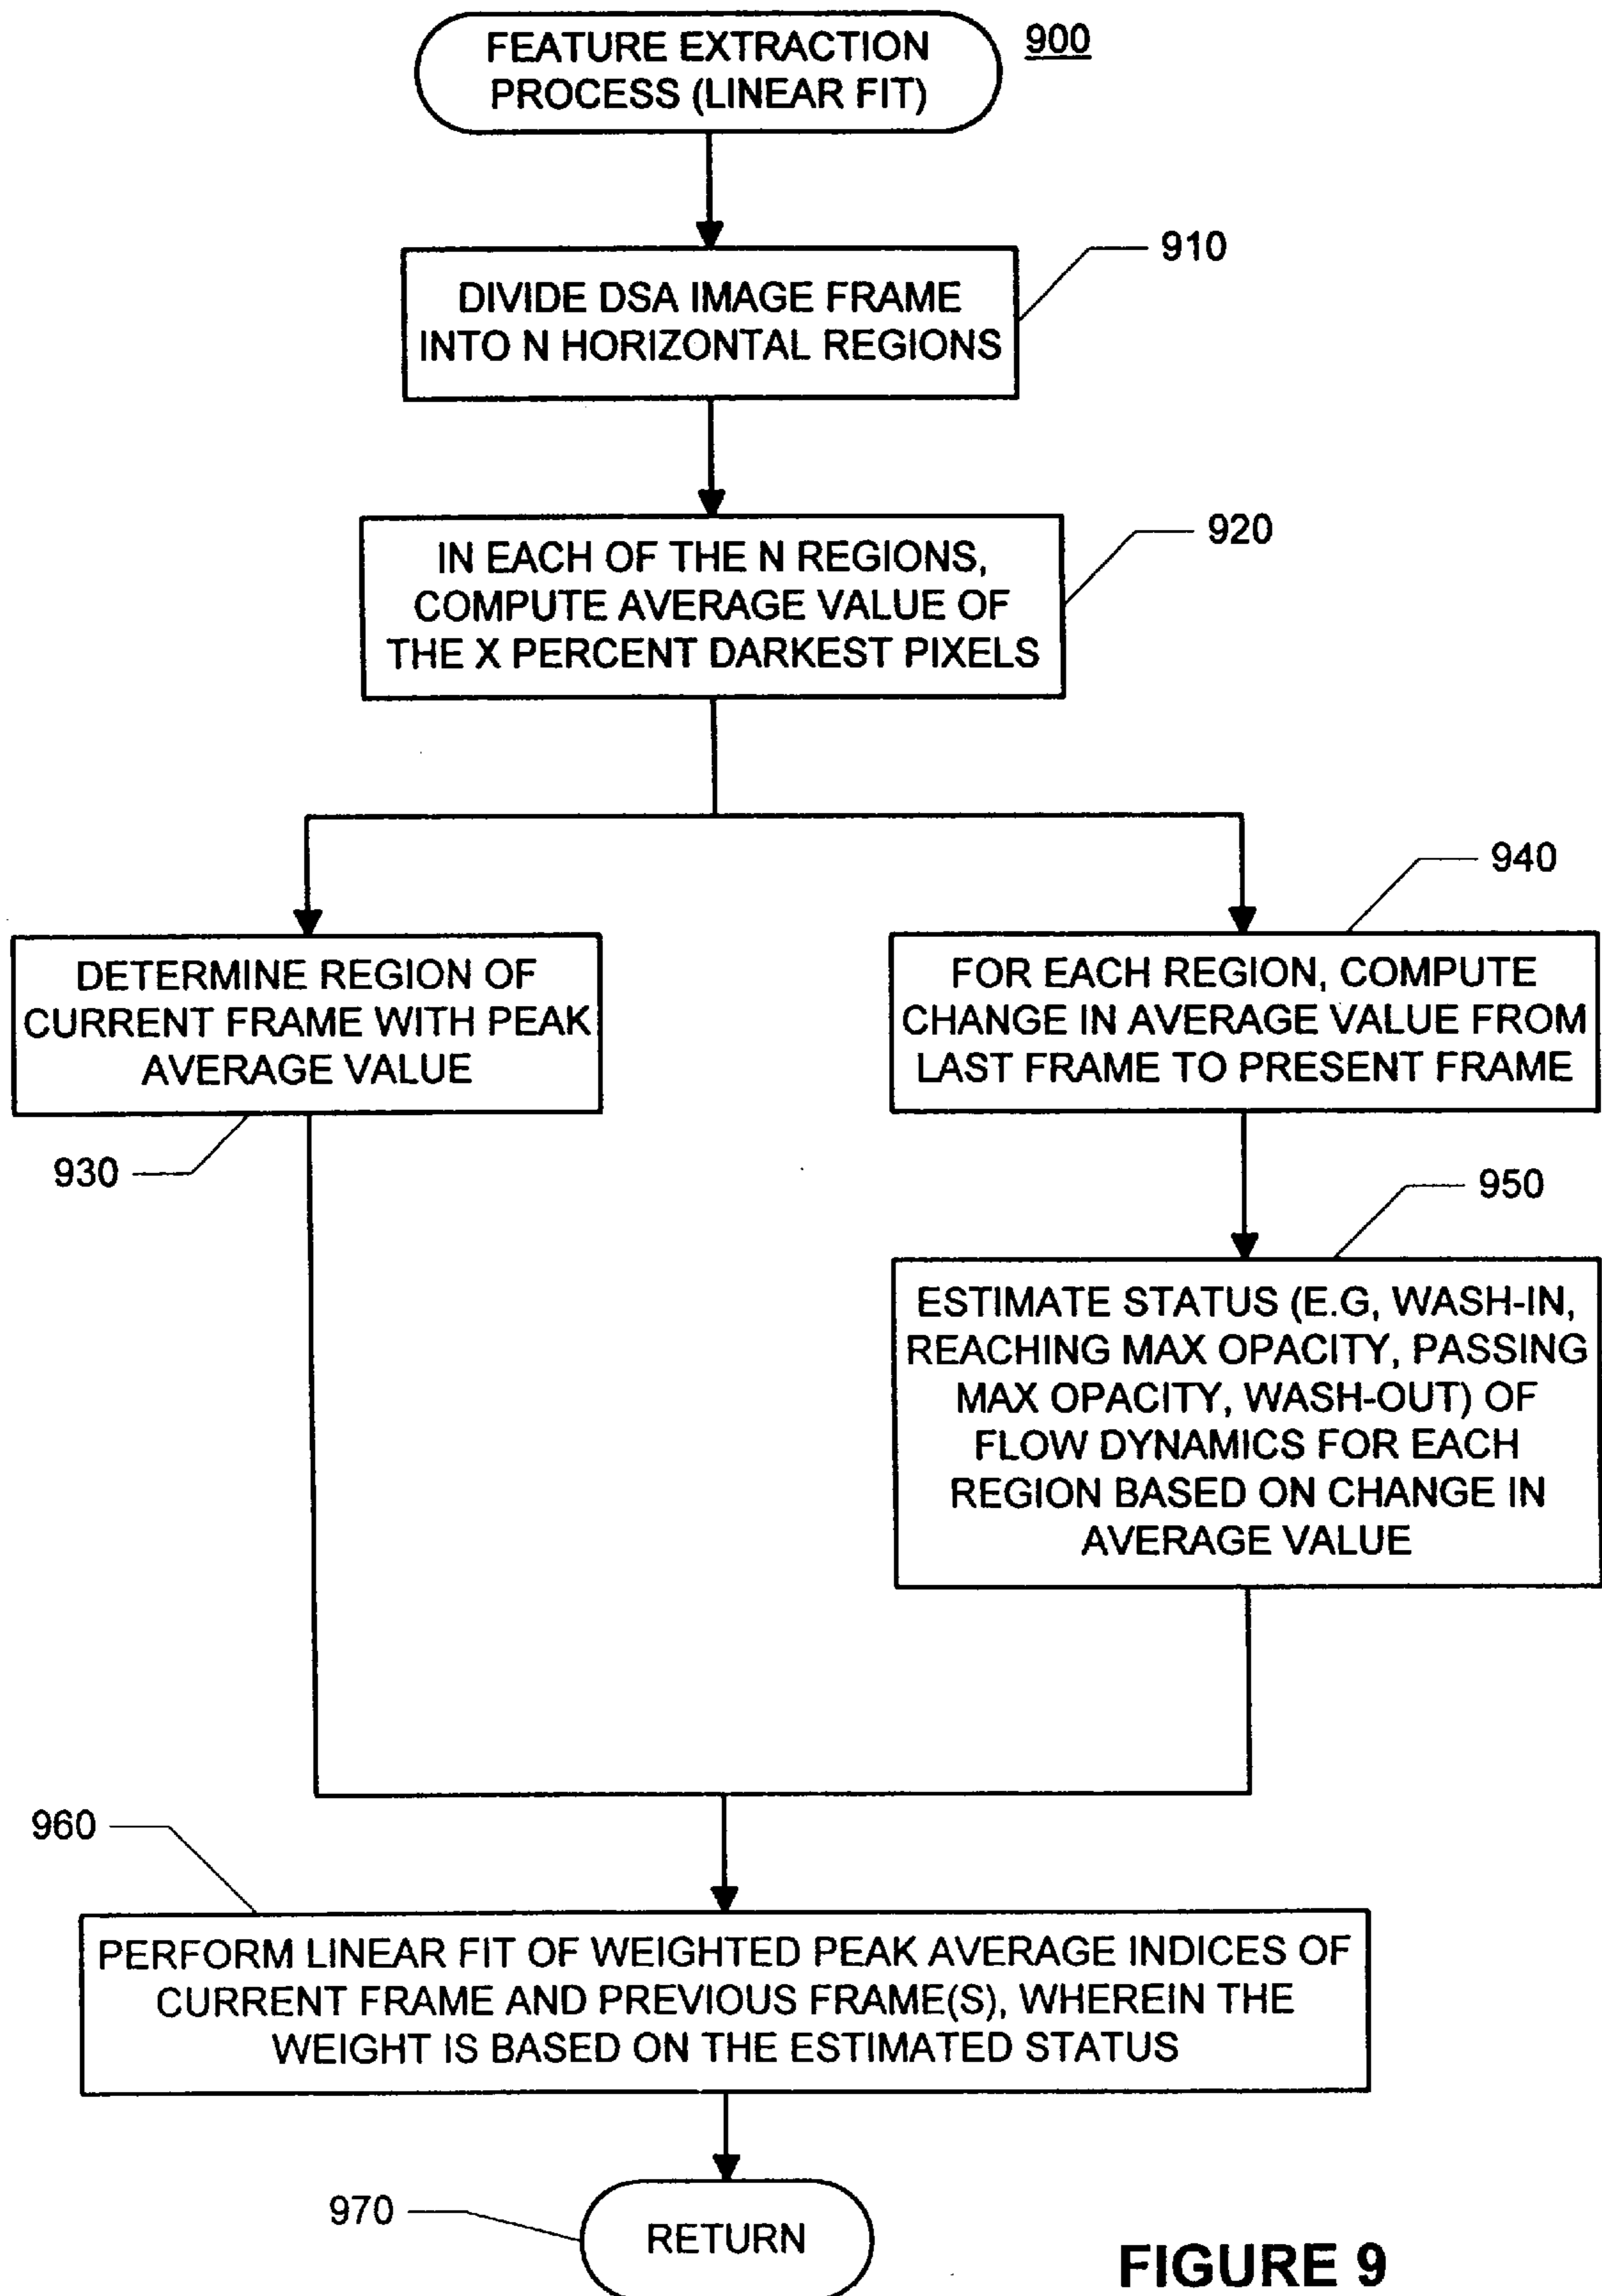 FEATURE EXTRACTION
PROCESS (LINEAR FIT)
900
910
DIVIDE DSA IMAGE FRAME
INTO N HORIZONTAL REGIONS
920
IN EACH OF THE N REGIONS,
COMPUTE AVERAGE VALUE OF
THE X PERCENT DARKEST PIXELS
DETERMINE REGION OF
CURRENT FRAME WITH PEAK
AVERAGE VALUE
930
940
FOR EACH REGION, COMPUTE
CHANGE IN AVERAGE VALUE FROM
LAST FRAME TO PRESENT FRAME
950
ESTIMATE STATUS (E.G, WASH-IN,
REACHING MAX OPACITY, PASSING
MAX OPACITY, WASH-OUT) OF
FLOW DYNAMICS FOR EACH
REGION BASED ON CHANGE IN
AVERAGE VALUE
960
PERFORM LINEAR FIT OF WEIGHTED PEAK AVERAGE INDICES OF
CURRENT FRAME AND PREVIOUS FRAME(S), WHEREIN THE
WEIGHT IS BASED ON THE ESTIMATED STATUS
970
RETURN
FIGURE 9